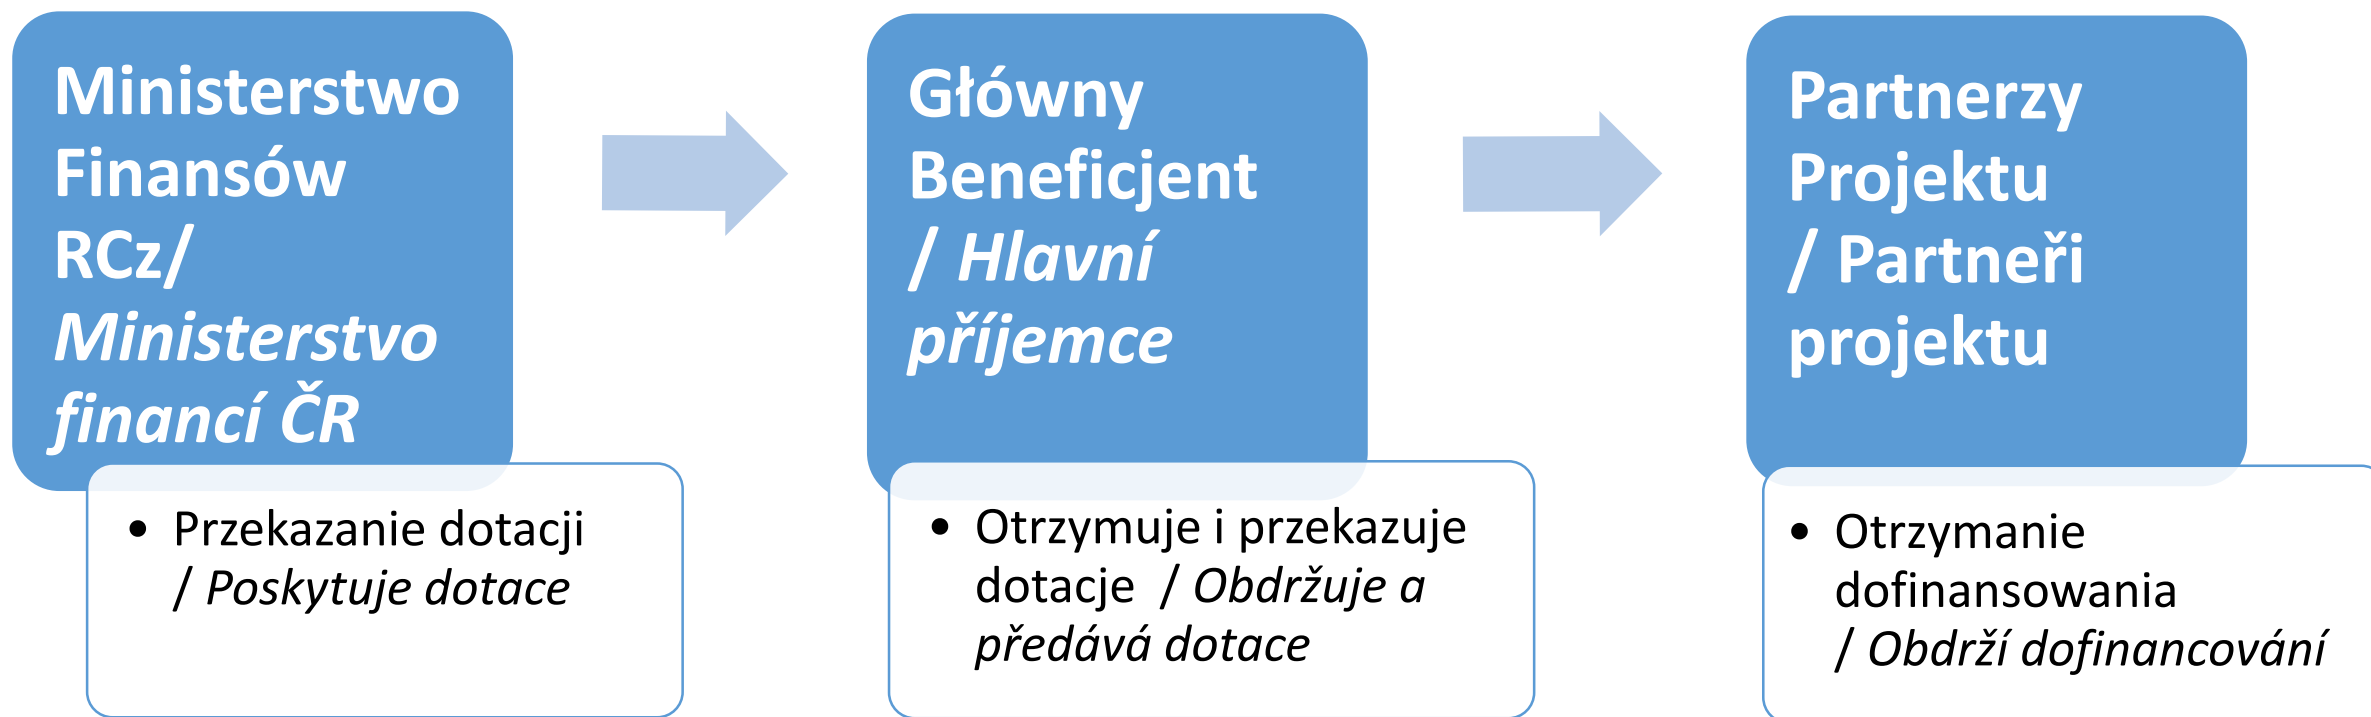 Ministerstwo
Finansów
RCz/
Ministerstvo
financí ČR
• Przekazanie dotacji
/ Poskytuje dotace
Główny
Beneficjent
/ Hlavní
příjemce
• Otrzymuje i przekazuje
dotacje / Obdržuje a
předává dotace
Partnerzy
Projektu
/ Partneři
projektu
• Otrzymanie
dofinansowania
/ Obdrží dofinancování